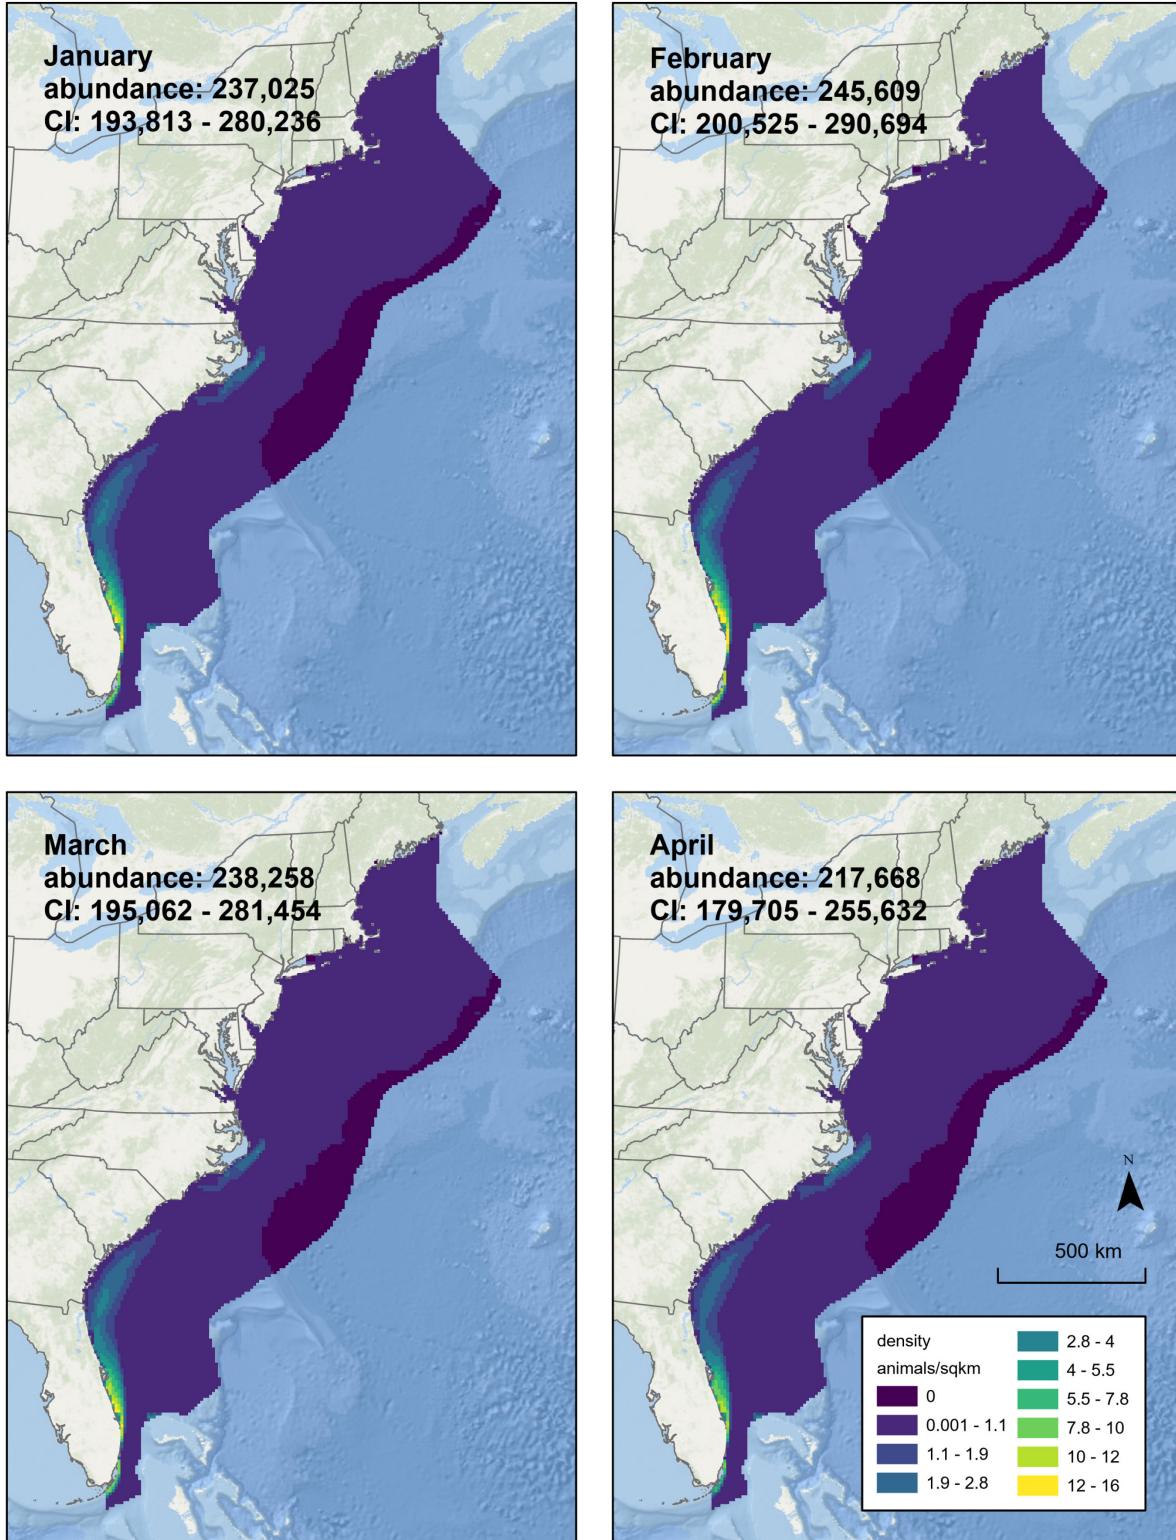 January
abundance: 237,025
CI: 193,813 - 280,236
February
abundance: 245,609
CI: 200,525 - 290,694
March
abundance: 238,258
CI: 195,062 - 281,454
April
abundance: 217,668
CI: 179,705 - 255,632
N
500 km
density
animals/sqkm
0
0.001 - 1.1
1.1 - 1.9
1.9 - 2.8
2.8 - 4
4 - 5.5
5.5 - 7.8
7.8 - 10
10 - 12
12 - 16